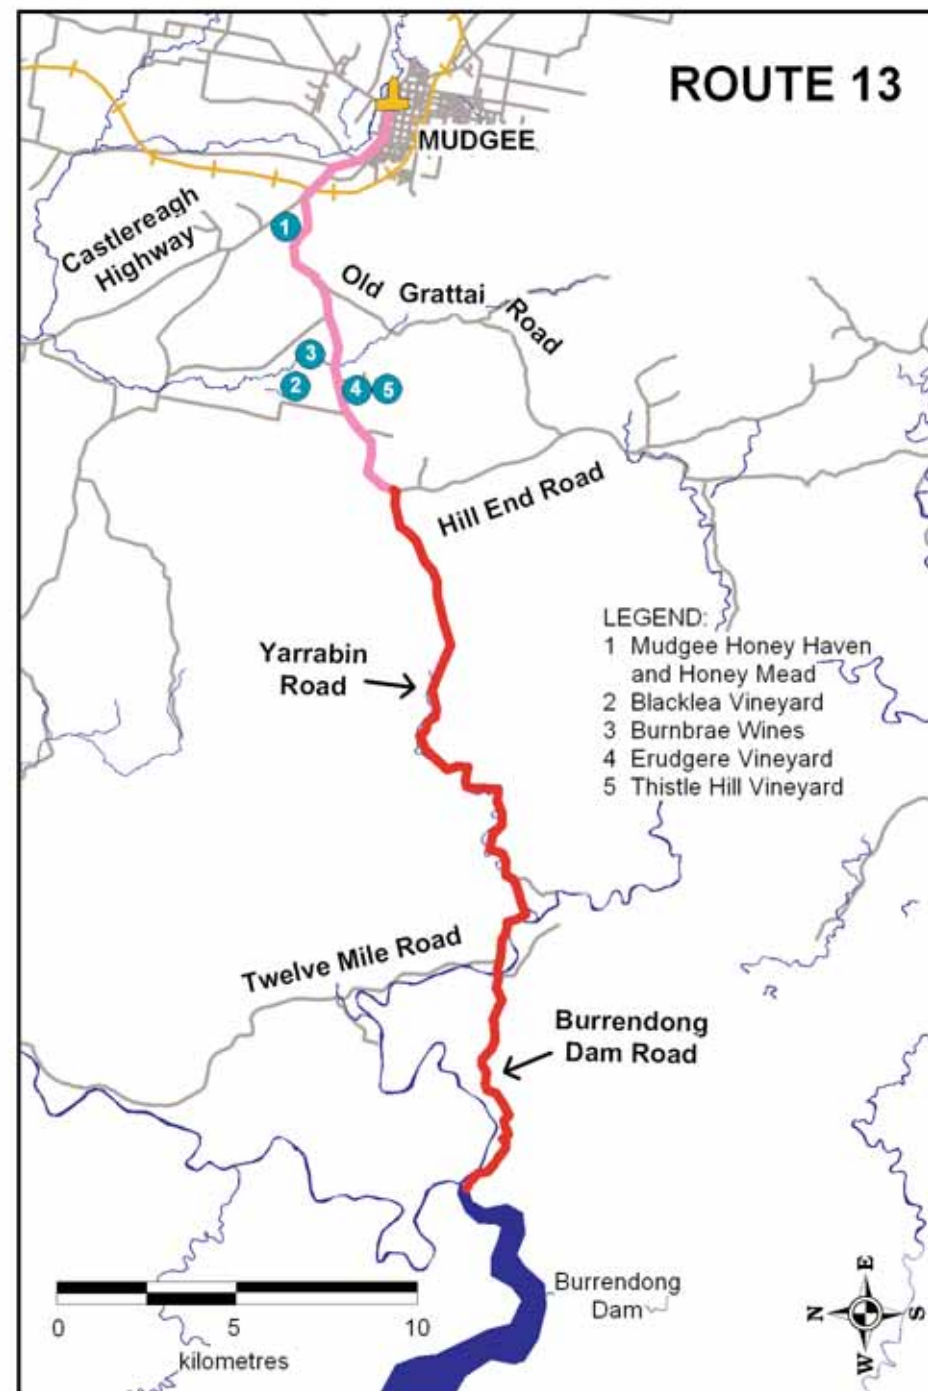 ROUTE 13
MUDGEE
Castlereagh
Highway
1
Old Grattai Road
3
2
4
5
Hill End Road
Yarrabin
Road
LEGEND:
1 Mudgee Honey Haven
and Honey Mead
2 Blacklea Vineyard
3 Burnbrae Wines
4 Erudgere Vineyard
5 Thistle Hill Vineyard
Twelve Mile Road
Burrendong
Dam Road
Burrendong
Dam
0 5 10
kilometres
E
N S
W